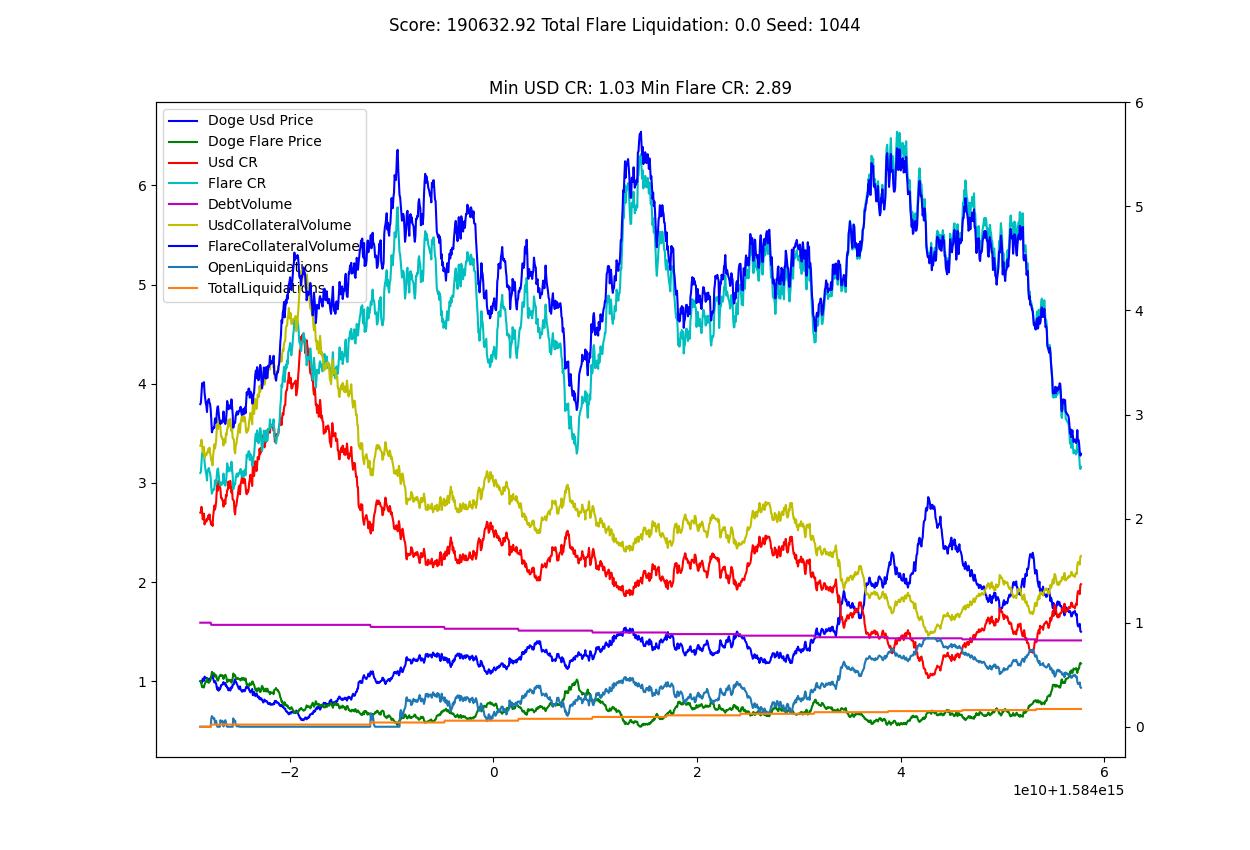 Score: 190632.92 Total Flare Liquidation: 0.0 Seed: 1044
Min USD CR: 1.03 Min Flare CR: 2.89
Doge Usd Price
Doge Flare Price
Usd CR
Flare CR
DebtVolume
UsdCollateralVolume
FlareCollateralVolume
OpenLiquidations
TotalLiquidations
6
5
4
3
2
1
6
5
4
3
2
1
0
−2
0
2
4
6
1e10+1.584e15